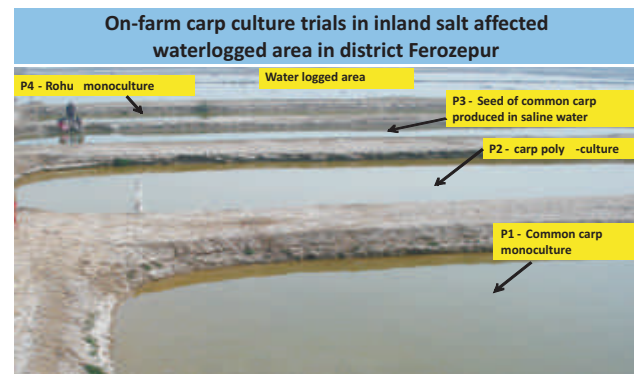 On-farm carp culture trials in inland salt affected
waterlogged area in district Ferozepur
Water logged area
P4 - Rohu monoculture
P3 - Seed of common carp
produced in saline water
P2 - carp poly -culture
P1 - Common carp
monoculture